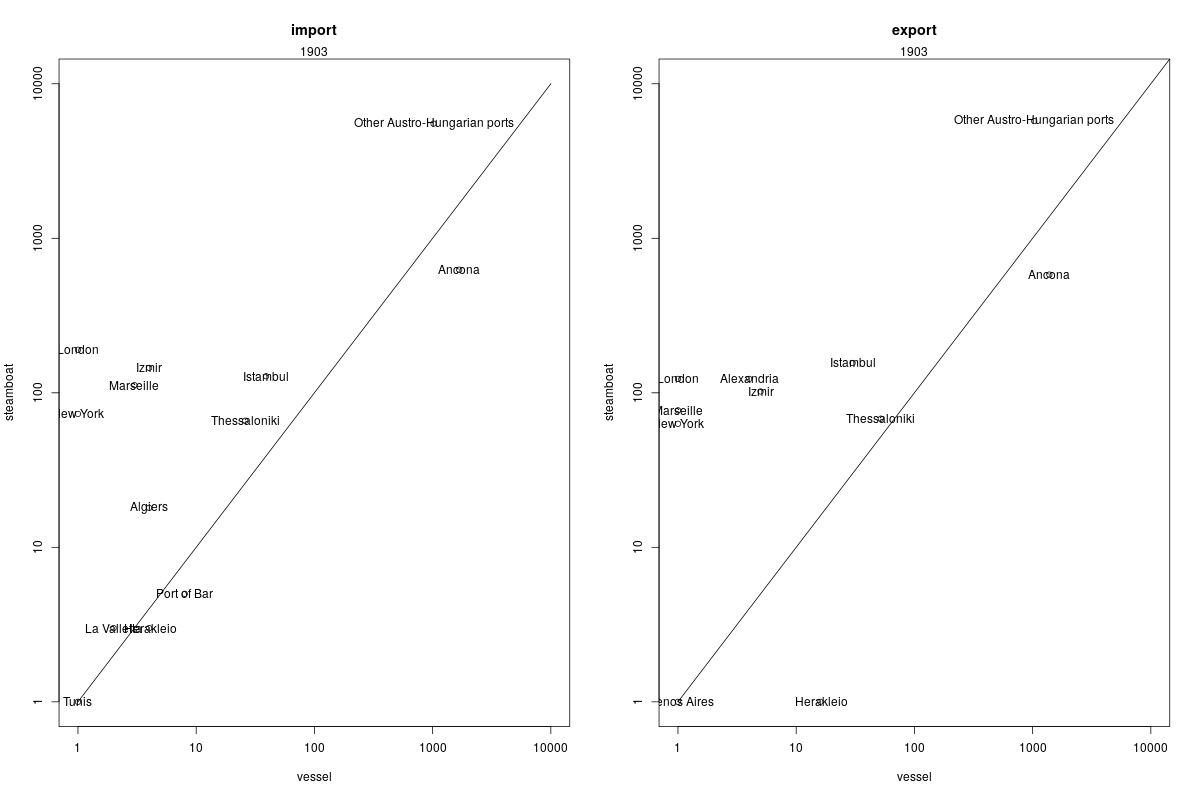 import
1903
10000
1000
100
10
1
steamboat
Other Austro-Hungarian ports
Ancona
London
Izmir
Istambul
Marseille
ew York
Thessaloniki
Algiers
Port of Bar
La Valleta
Herakleio
Tunis
1
10
100
1000
10000
vessel
export
1903
10000
1000
100
10
1
steamboat
Other Austro-Hungarian ports
Ancona
Istambul
London
Alexandria
Izmir
Marseille
ew York
Thessaloniki
enos Aires
Herakleio
1
10
100
1000
10000
vessel